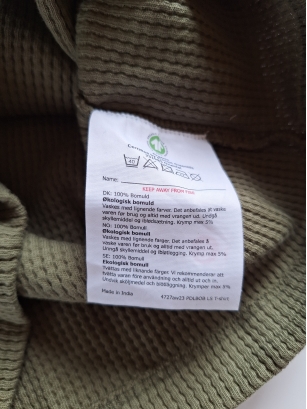 40
Name:
KEEP AWAY FROM FIRE
DK: 100% Bomuld
Økologisk bomuld
Vaskes med lignende farver. Det anbefales at vaske
varen før brug og altid med vrangen ud. Undgå
skyllemiddel og iblødsætning. Krymp max 5%
NO: 100% Bomull
Økologisk bomull
Vaskes med lignende farger. Det anbefales å
vaske varen før bruk og altid med vrangen ut. Unngå
skyllemiddel og ibløtlegging. Krymp max 5%
SE: 100% Bomull
Ekologisk bomull
Tvättas med liknande färger. Vi rekommenderar att
tvätta varan före användning och alltid ut och in.
Undvik sköljmedel och blötläggning. Krymper max 5%
Made in India